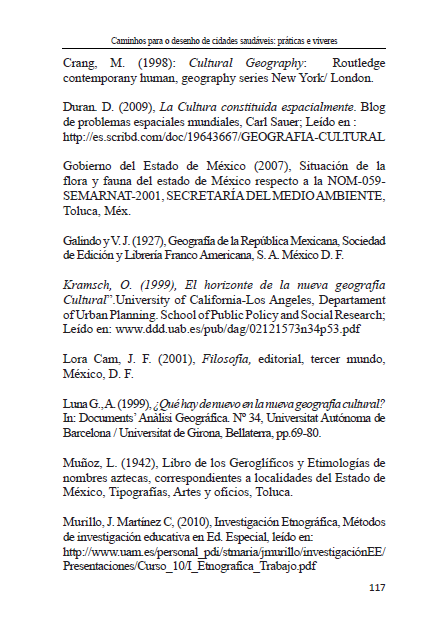 Caminhos para o desenho de cidades saudáveis: práticas e viveres
Crang, M. (1998): Cultural Geography: Routledge
contemporany human, geography series New York/ London.
Duran. D. (2009), La Cultura constituida espacialmente. Blog
de problemas espaciales mundiales, Carl Sauer; Leído en :
http://es.scribd.com/doc/19643667/GEOGRAFIA-CULTURAL
Gobierno del Estado de México (2007), Situación de la
flora y fauna del estado de México respecto a la NOM-059-
SEMARNAT-2001, SECRETARÍA DEL MEDIO AMBIENTE,
Toluca, Méx.
Galindo y V. J. (1927), Geografía de la República Mexicana, Sociedad
de Edición y Librería Franco Americana, S. A. México D. F.
Kramsch, O. (1999), El horizonte de la nueva geografía
Cultural”.University of California-Los Angeles, Departament
of Urban Planning. School of Public Policy and Social Research;
Leído en: www.ddd.uab.es/pub/dag/02121573n34p53.pdf
Lora Cam, J. F. (2001), Filosofía, editorial, tercer mundo,
México, D. F.
Luna G., A. (1999), ¿Qué hay de nuevo en la nueva geografía cultural?
In: Documents’ Anàlisi Geográfica. Nº 34, Universitat Autónoma de
Barcelona / Universitat de Girona, Bellaterra, pp.69-80.
Muñoz, L. (1942), Libro de los Geroglíficos y Etimologías de
nombres aztecas, correspondientes a localidades del Estado de
México, Tipografías, Artes y oficios, Toluca.
Murillo, J. Martínez C, (2010), Investigación Etnográfica, Métodos
de investigación educativa en Ed. Especial, leído en:
http://www.uam.es/personal_pdi/stmaria/jmurillo/investigaciónEE/
Presentaciones/Curso_10/I_Etnografica_Trabajo.pdf
117